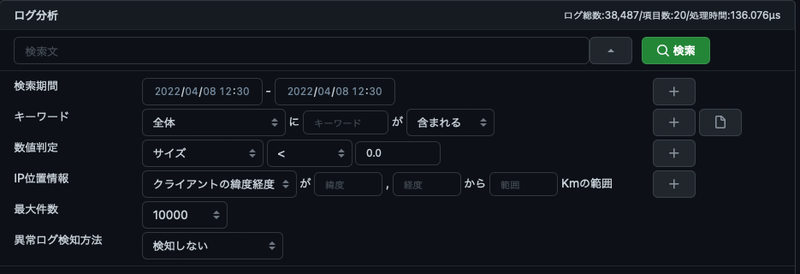 ログ分析 ログ総数:38,487/項目数:20/処理時間:136.076µs
検索文 検索
検索期間 2022/04/08 12:30 - 2022/04/08 12:30
キーワード 全体 に キーワード が 含まれる
数値判定 サイズ < 0.0
IP位置情報 クライアントの緯度経度 が 緯度 , 経度 から 範囲 Kmの範囲
最大件数 10000
異常ログ検知方法 検知しない